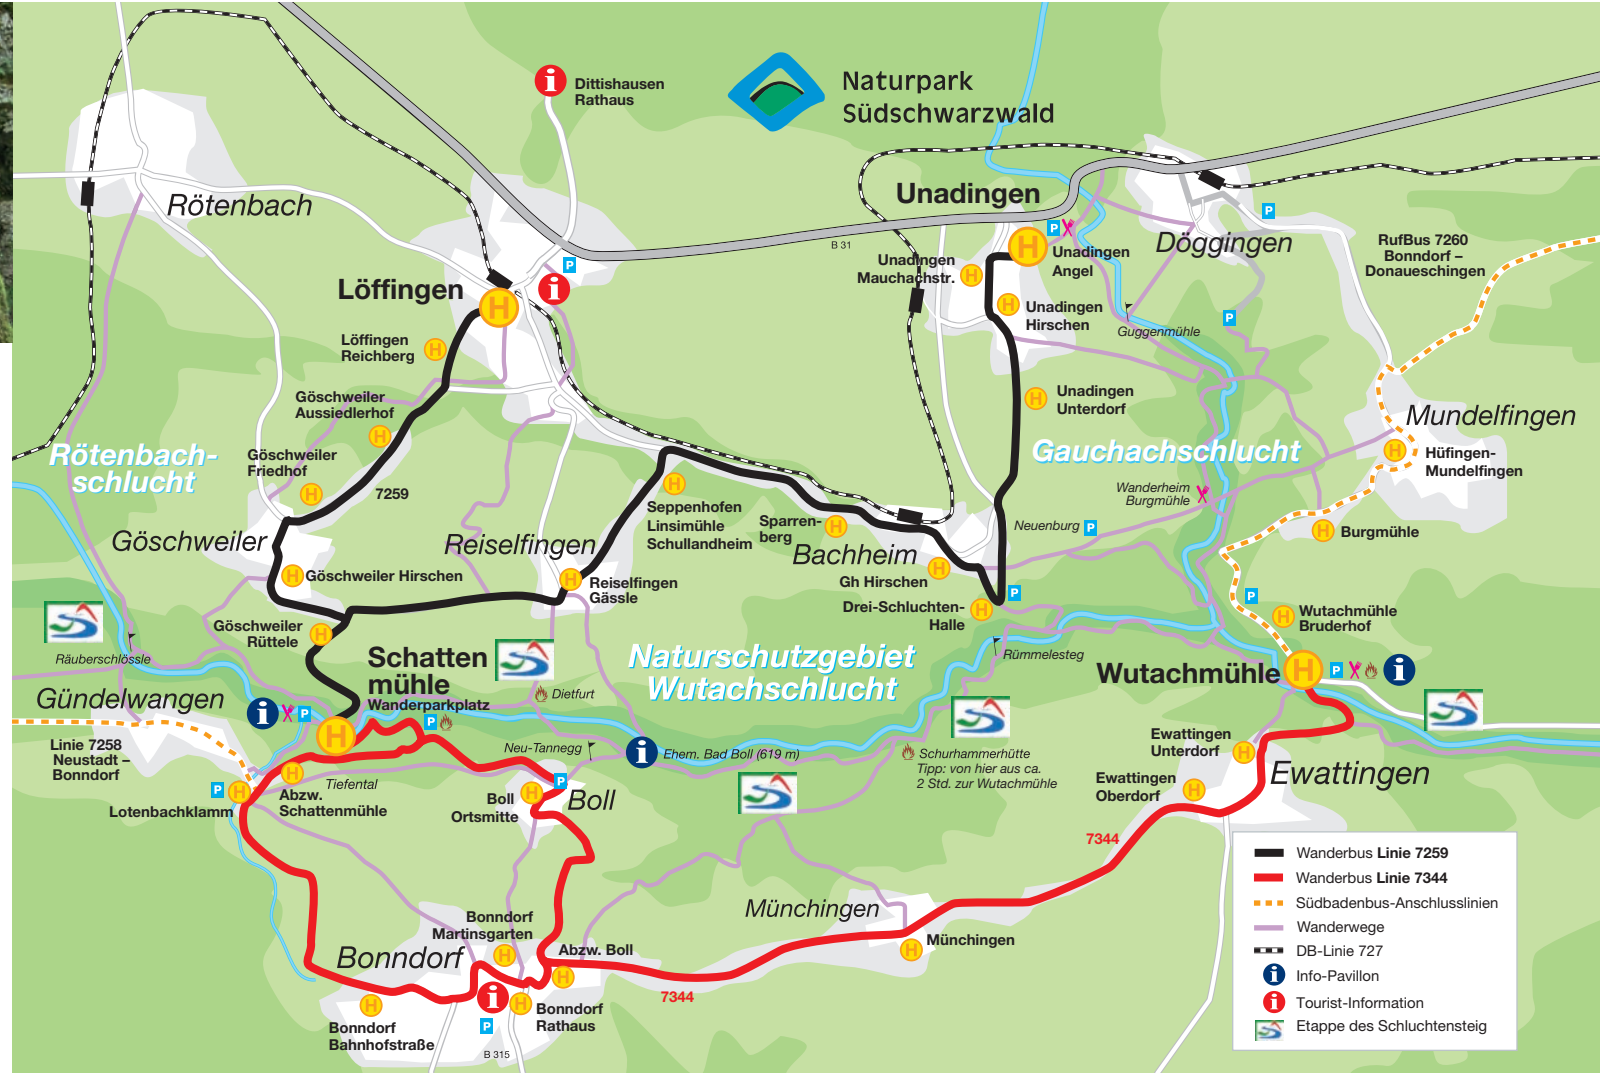 Dittishausen
Rathaus
Naturpark
Südschwarzwald
Rötenbach
Unadingen
Döggingen
RufBus 7260
Bonndorf –
Donaueschingen
B 31
Unadingen
Mauchachstr.
Unadingen
Angel
Löffingen
Unadingen
Hirschen
Guggenmühle
Löffingen
Reichberg
Göschweiler
Aussiedlerhof
Unadingen
Unterdorf
Mundelfingen
Rötenbach-
schlucht
Göschweiler
Friedhof
Gauchachschlucht
Hüfingen-
Mundelfingen
7259
Wanderheim
Burgmühle
Seppenhofen
Linsimühle
Schullandheim
Sparren-
berg
Neuenburg
Burgmühle
Göschweiler
Reiselfingen
Bachheim
Göschweiler Hirschen
Reiselfingen
Gässle
Gh Hirschen
Drei-Schluchten-
Halle
Wutachmühle
Bruderhof
Göschweiler
Rüttele
Räuberschlössle
Schatten
mühle
Wanderparkplatz
Naturschutzgebiet
Wutachschlucht
Rümmelesteg
Wutachmühle
Gündelwangen
Dietfurt
Linie 7258
Neustadt –
Bonndorf
Neu-Tannegg
Ehem. Bad Boll (619 m)
Schurhammerhütte
Tipp: von hier aus ca.
2 Std. zur Wutachmühle
Ewattingen
Unterdorf
Ewattingen
Ewattingen
Oberdorf
Tiefental
Lotenbachklamm
Abzw.
Schattenmühle
Boll
Ortsmitte
Boll
7344
Münchingen
Münchingen
Bonndorf
Martinsgarten
Bonndorf
Abzw. Boll
7344
Bonndorf
Rathaus
Bonndorf
Bahnhofstraße
B 315
Wanderbus Linie 7259
Wanderbus Linie 7344
Südbadenbus-Anschlusslinien
Wanderwege
DB-Linie 727
Info-Pavillon
Tourist-Information
Etappe des Schluchtensteig